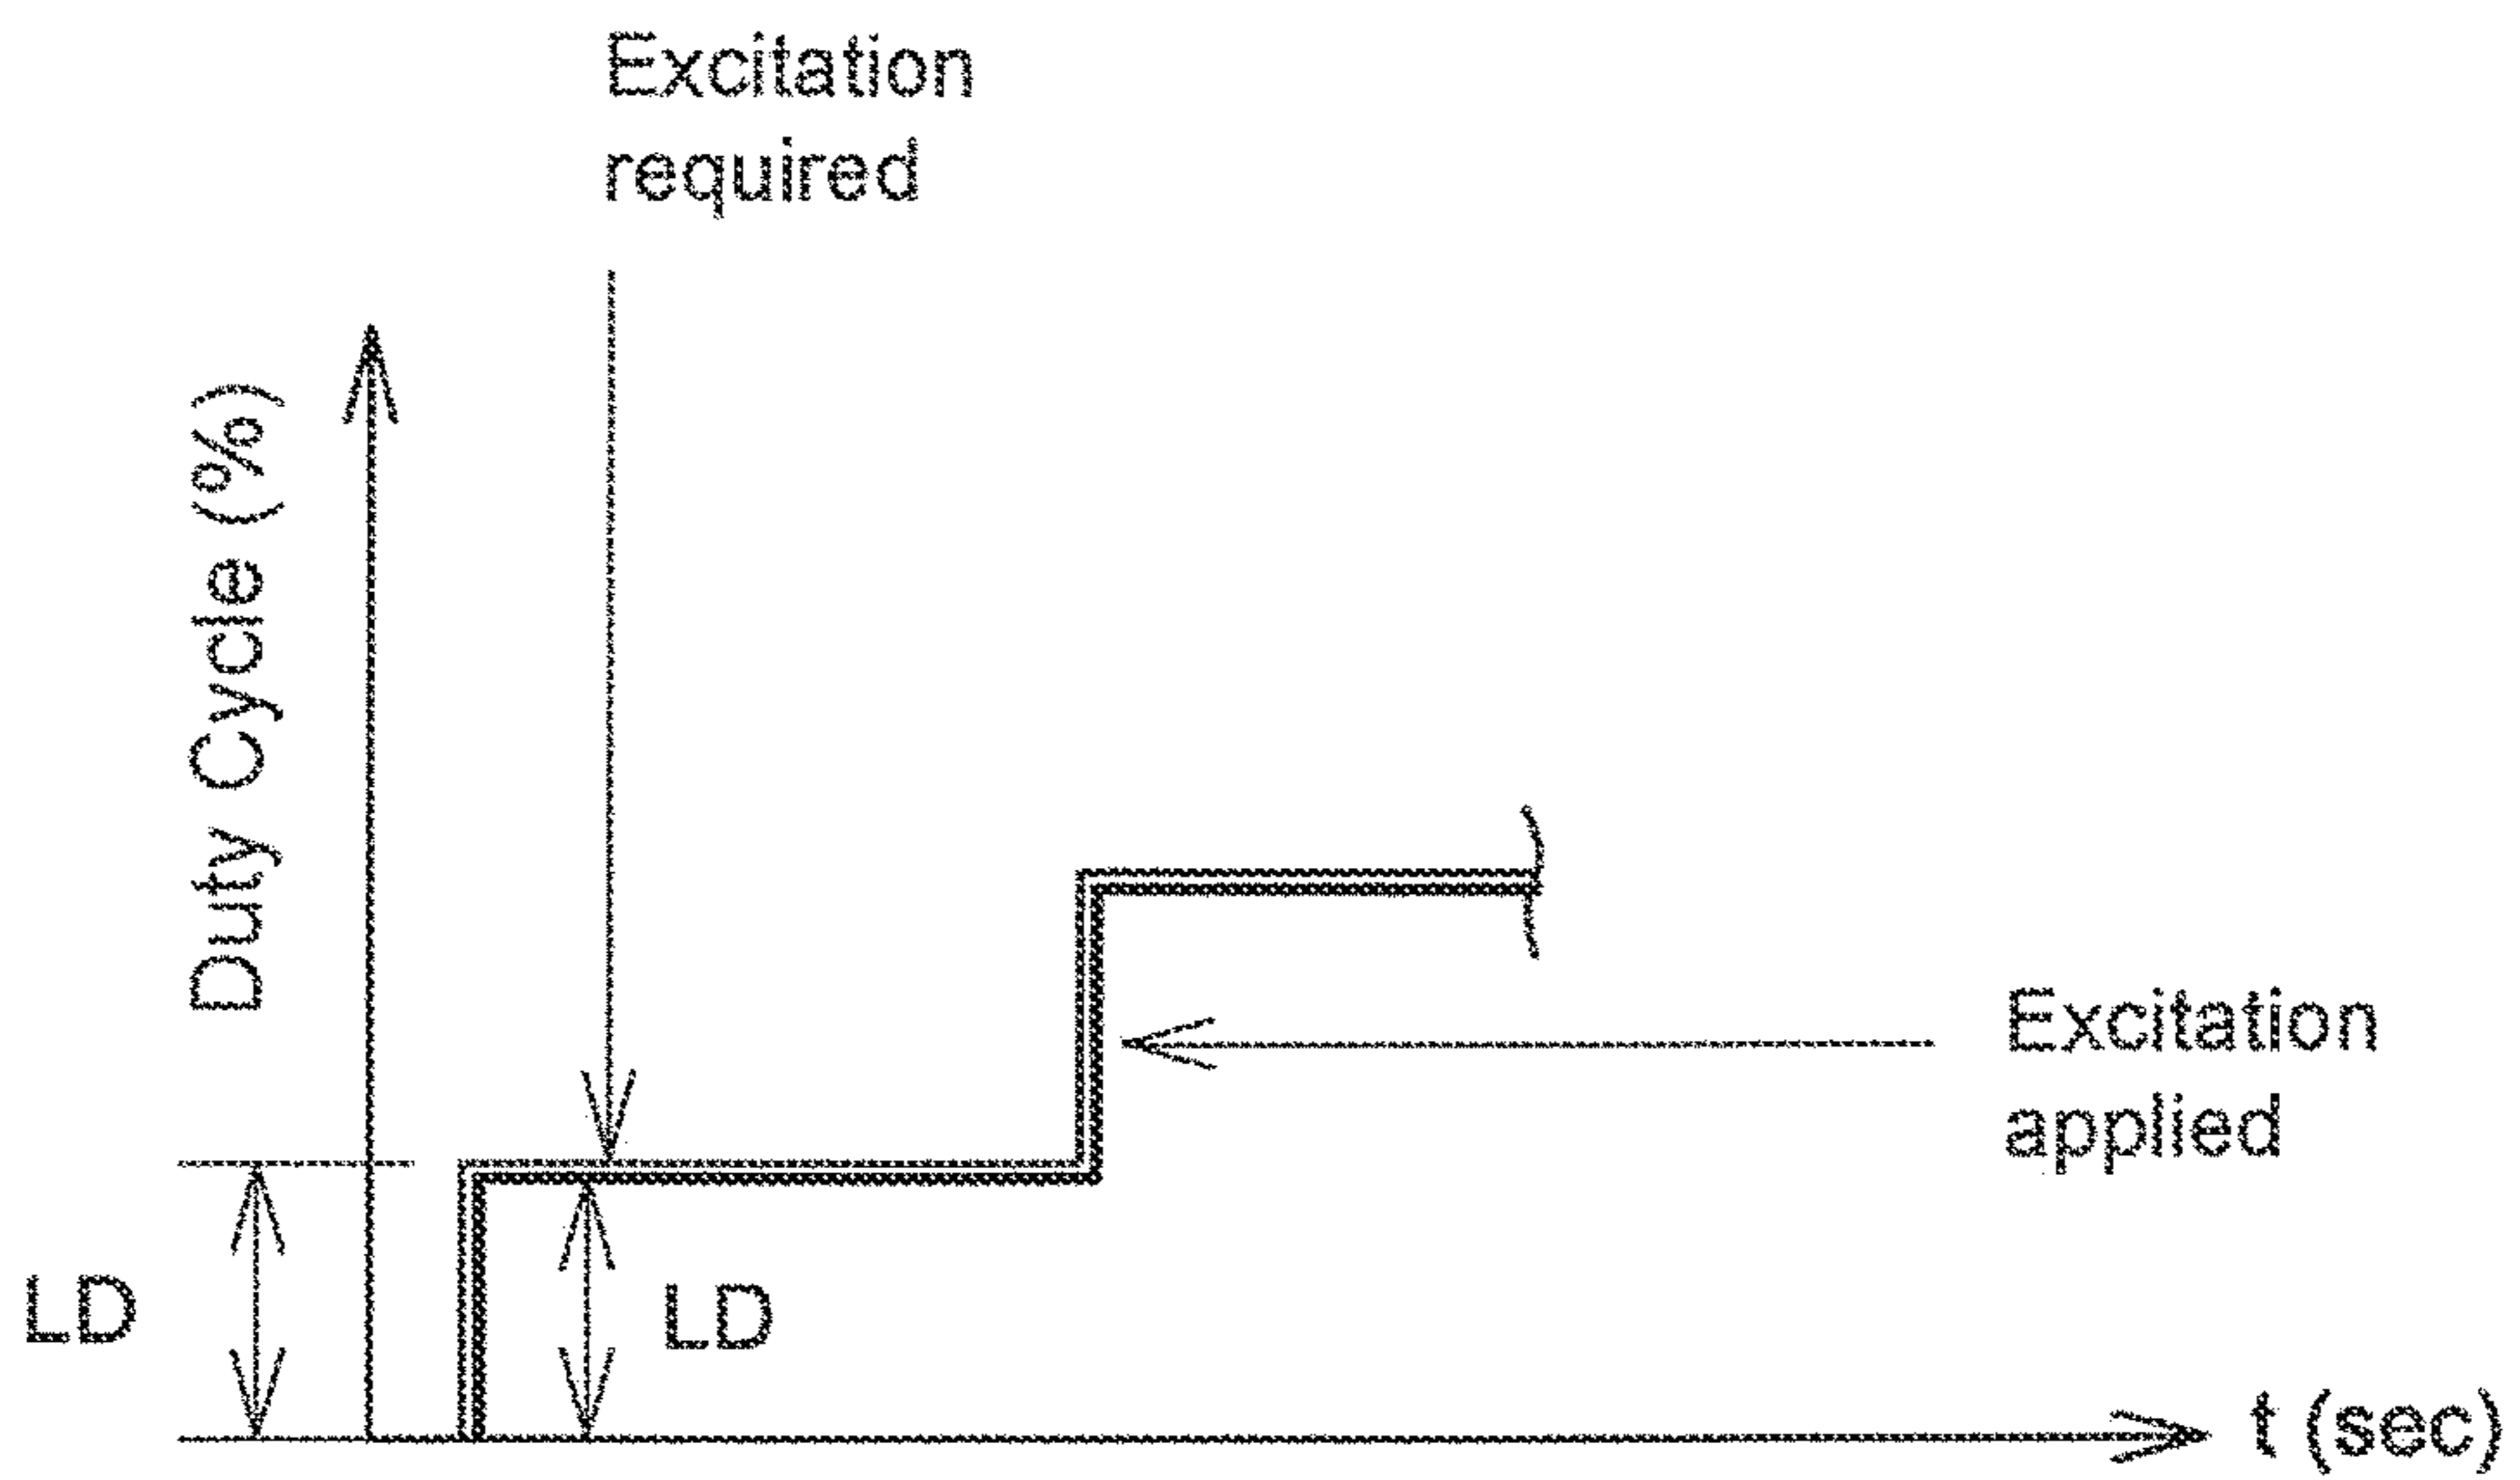 Excitation
required
Duty Cycle (%)
Excitation
applied
LD
LD
t (sec)